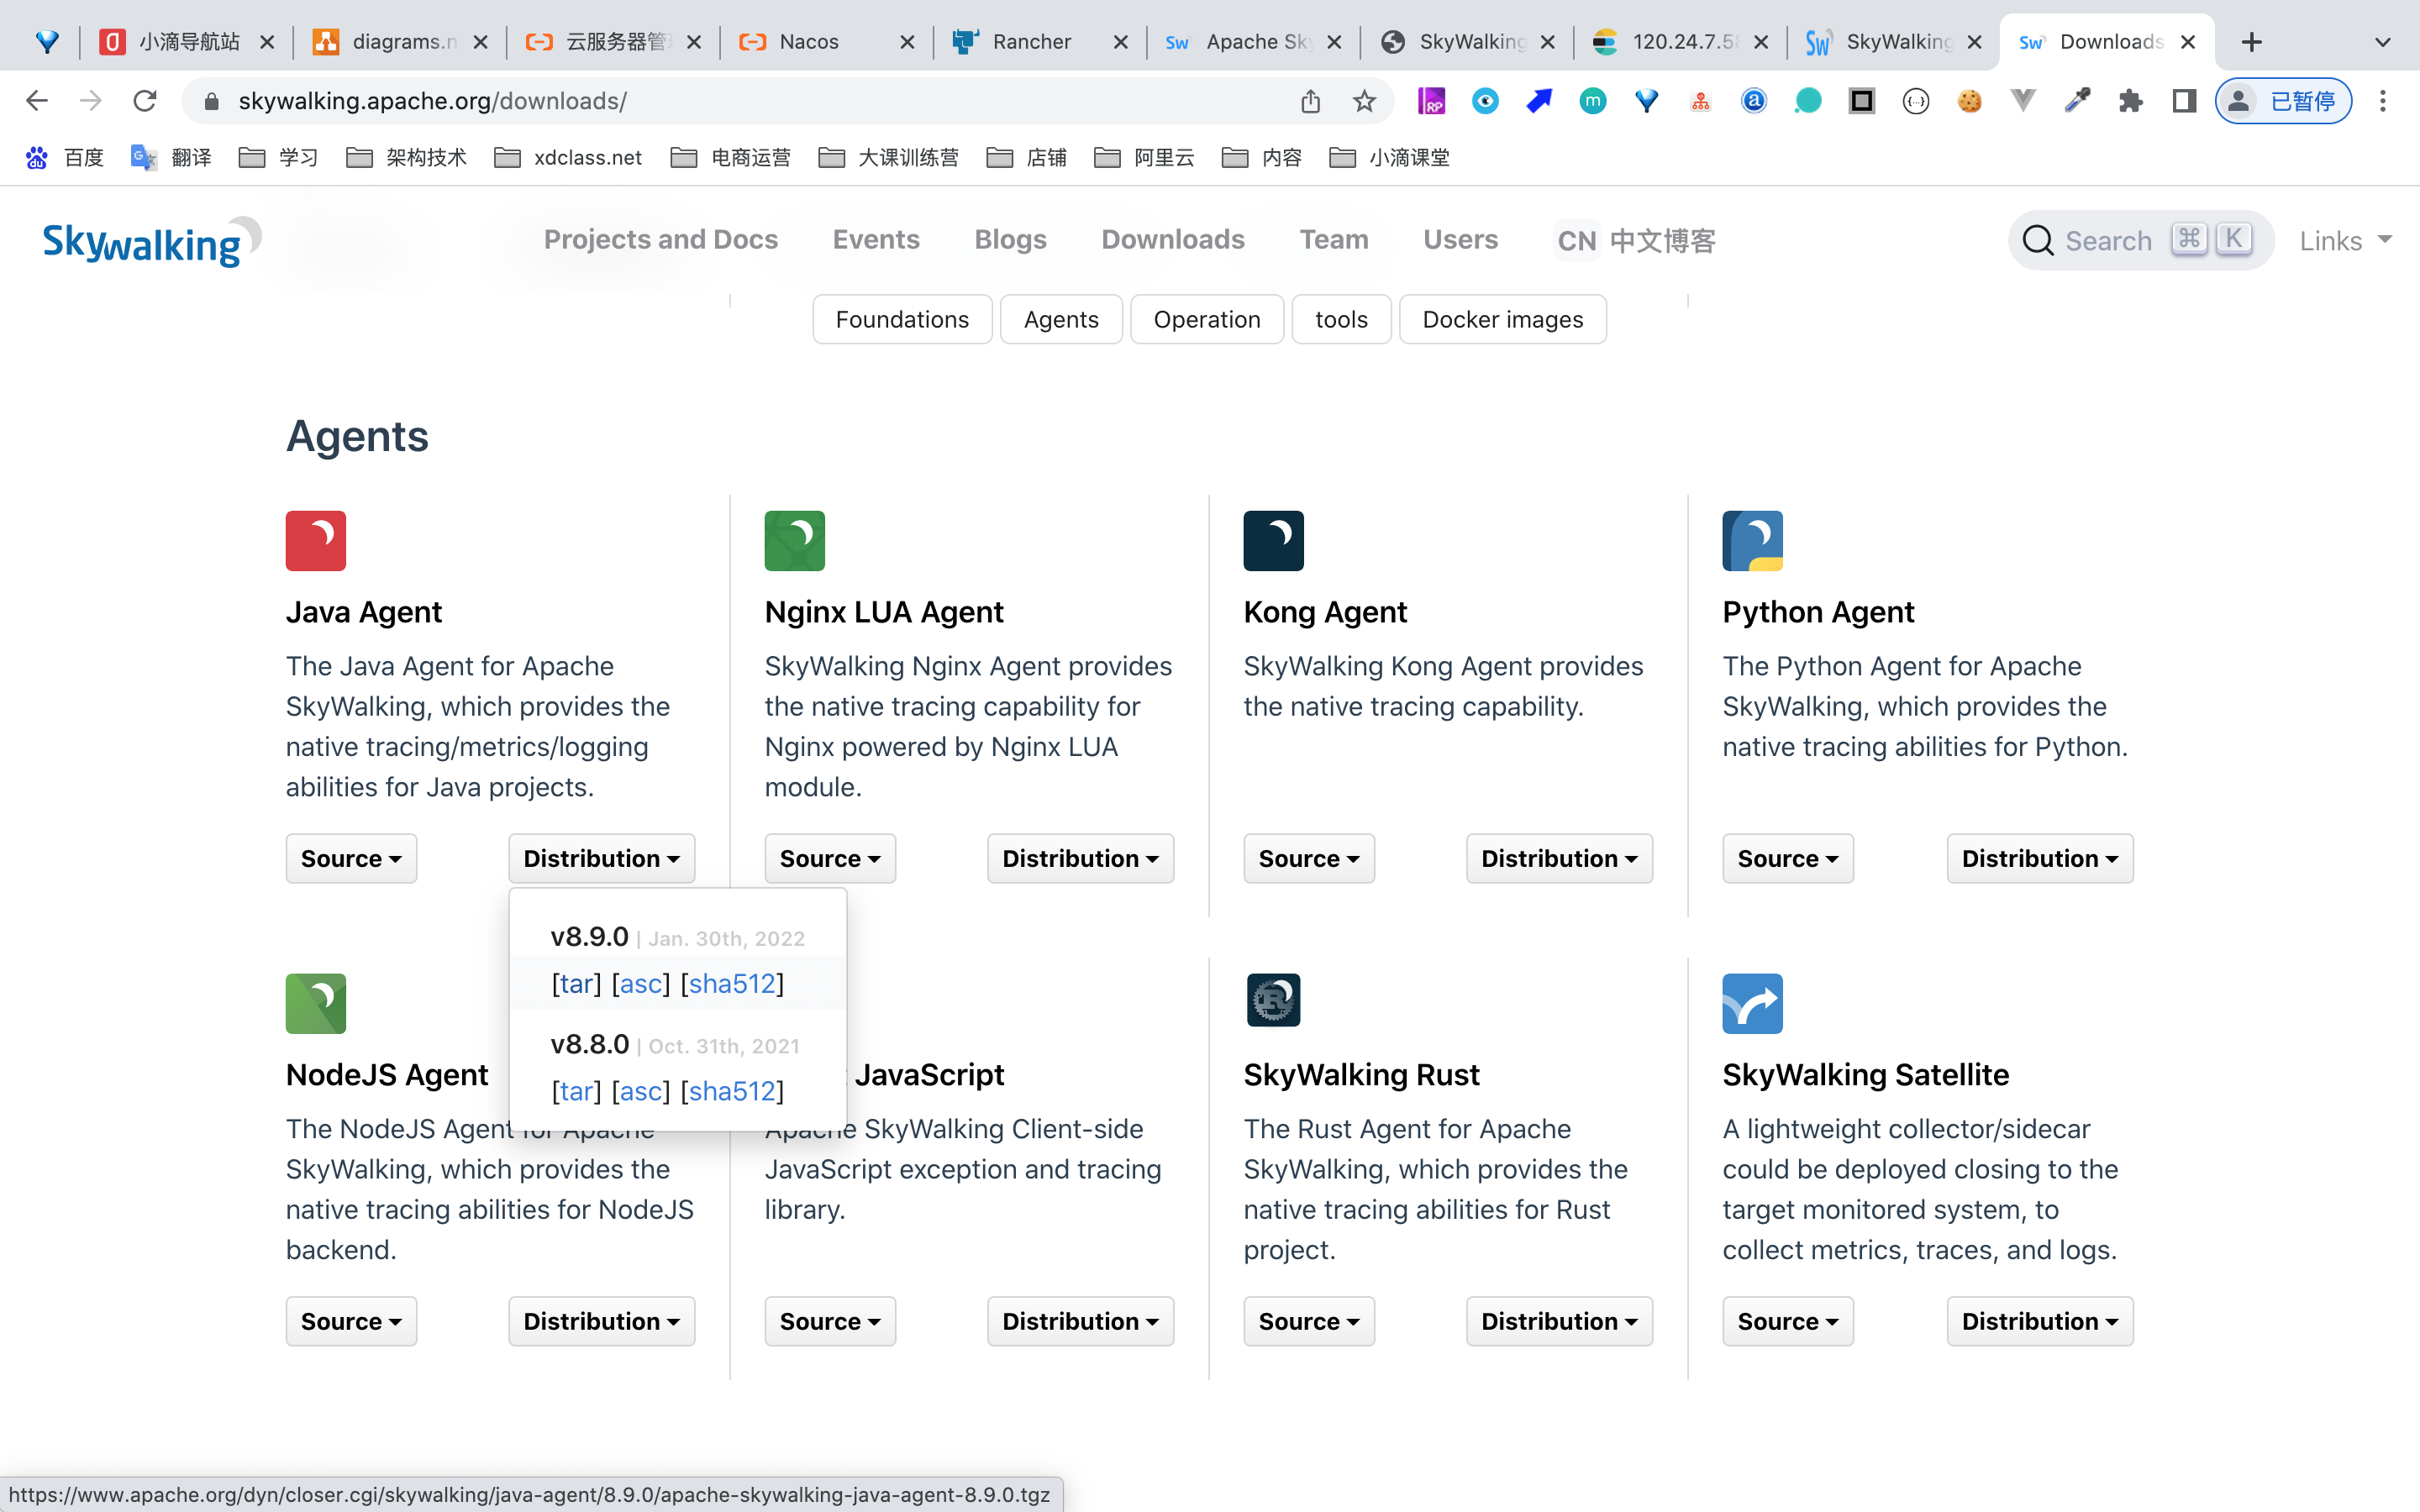 小滴导航站
diagrams.n
云服务器管
Nacos
Rancher
Sw Apache Sky
SkyWalking
120.24.7.58
Sw SkyWalking
Sw Downloads
skywalking.apache.org/downloads/
已暂停
百度
翻译
学习
架构技术
xdclass.net
电商运营
大课训练营
店铺
阿里云
内容
小滴课堂
Skywalking
Projects and Docs
Events
Blogs
Downloads
Team
Users
CN 中文博客
Search ⌘ K
Links
Foundations
Agents
Operation
tools
Docker images
Agents
Java Agent
The Java Agent for Apache
SkyWalking, which provides the
native tracing/metrics/logging
abilities for Java projects.
Source
Distribution
Nginx LUA Agent
SkyWalking Nginx Agent provides
the native tracing capability for
Nginx powered by Nginx LUA
module.
Source
Distribution
Kong Agent
SkyWalking Kong Agent provides
the native tracing capability.
Source
Distribution
Python Agent
The Python Agent for Apache
SkyWalking, which provides the
native tracing abilities for Python.
Source
Distribution
v8.9.0 | Jan. 30th, 2022
[tar] [asc] [sha512]
v8.8.0 | Oct. 31th, 2021
[tar] [asc] [sha512]
NodeJS Agent
The NodeJS Agent for Apache
SkyWalking, which provides the
native tracing abilities for NodeJS
backend.
Source
Distribution
JavaScript
Apache SkyWalking Client-side
JavaScript exception and tracing
library.
Source
Distribution
SkyWalking Rust
The Rust Agent for Apache
SkyWalking, which provides the
native tracing abilities for Rust
project.
Source
Distribution
SkyWalking Satellite
A lightweight collector/sidecar
could be deployed closing to the
target monitored system, to
collect metrics, traces, and logs.
Source
Distribution
https://www.apache.org/dyn/closer.cgi/skywalking/java-agent/8.9.0/apache-skywalking-java-agent-8.9.0.tgz